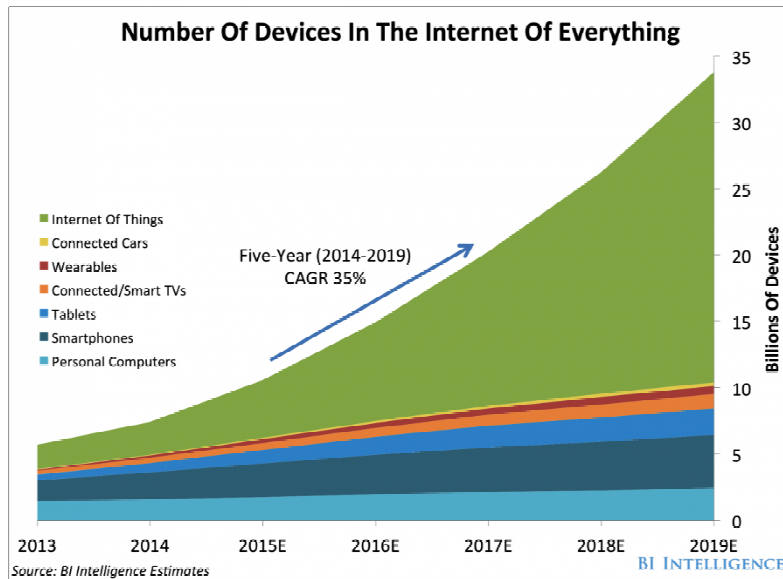 Number Of Devices In The Internet Of Everything
35
30
25
20
15
10
5
0
Billions Of Devices
Internet Of Things
Connected Cars
Wearables
Connected/Smart TVs
Tablets
Smartphones
Personal Computers
Five-Year (2014-2019)
CAGR 35%
2013 2014 2015E 2016E 2017E 2018E 2019E
Source: BI Intelligence Estimates
BI INTELLIGENCE